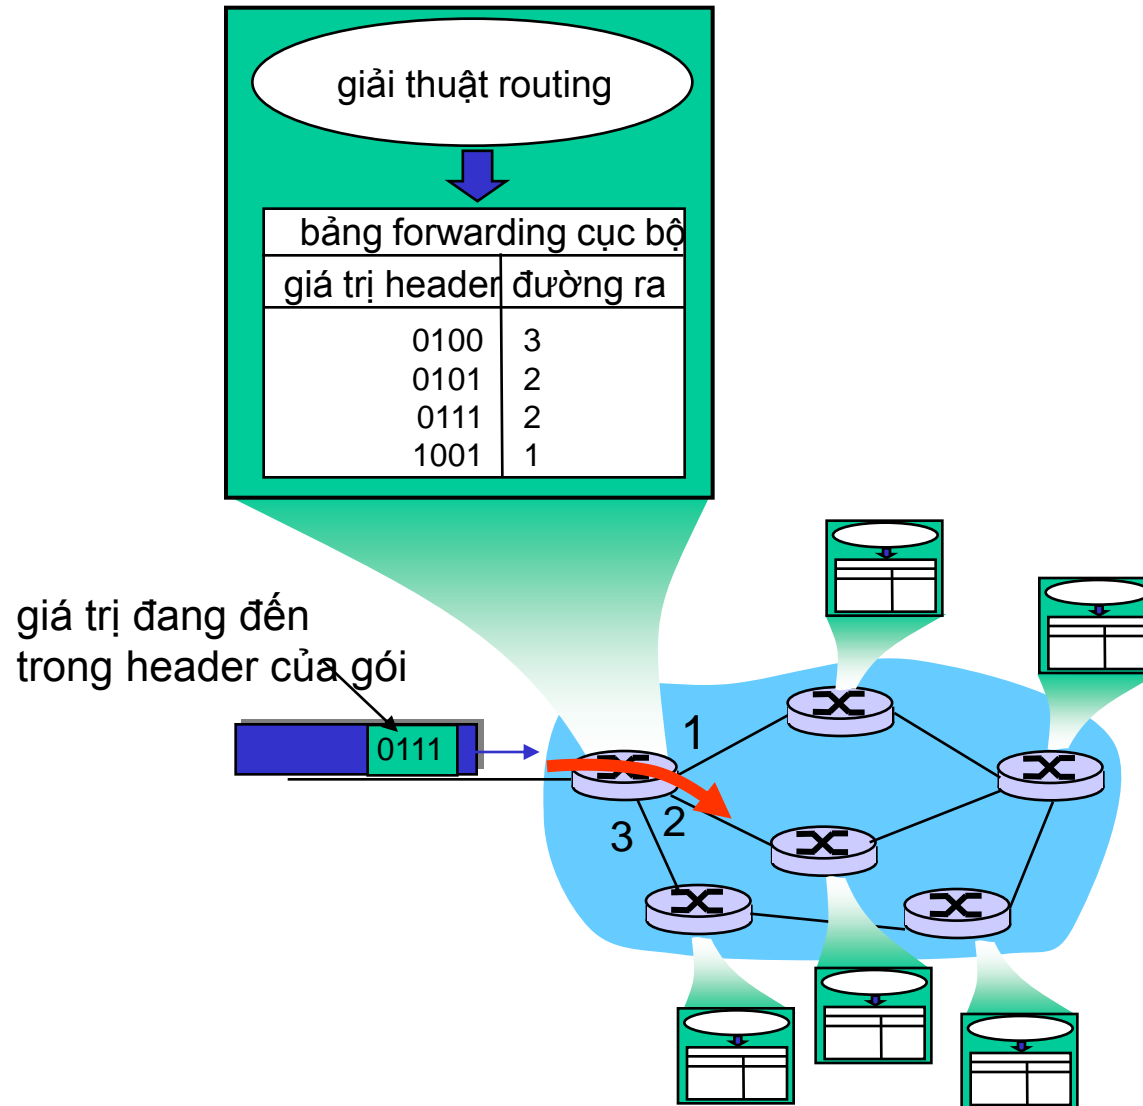 giải thuật routing
bảng forwarding cục bộ
giá trị header đường ra
0100 3
0101 2
0111 2
1001 1
giá trị đang đến
trong header của gói
0111
1
2
3